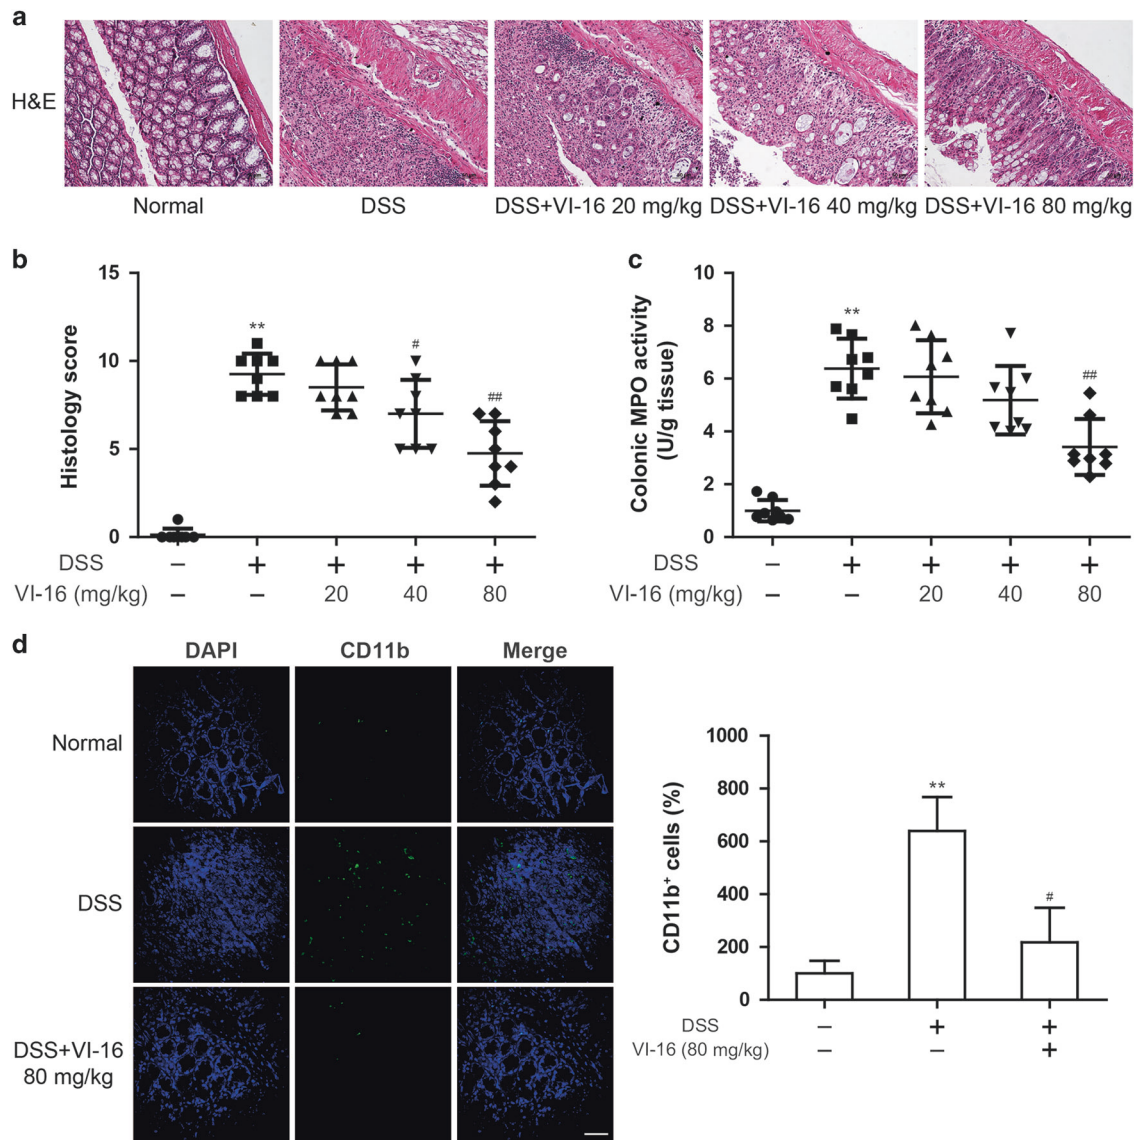 a
H&E
Normal
DSS
DSS+VI-16 20 mg/kg
DSS+VI-16 40 mg/kg
DSS+VI-16 80 mg/kg
b
Histology score
15
10
5
0
**
#
##
DSS − + + + +
VI-16 (mg/kg) − − 20 40 80
c
Colonic MPO activity
(U/g tissue)
10
8
6
4
2
0
**
##
DSS − + + + +
VI-16 (mg/kg) − − 20 40 80
d
DAPI CD11b Merge
Normal
DSS
DSS+VI-16
80 mg/kg
CD11b⁺ cells (%)
1000
800
600
400
200
0
**
#
DSS − + +
VI-16 (80 mg/kg) − − +